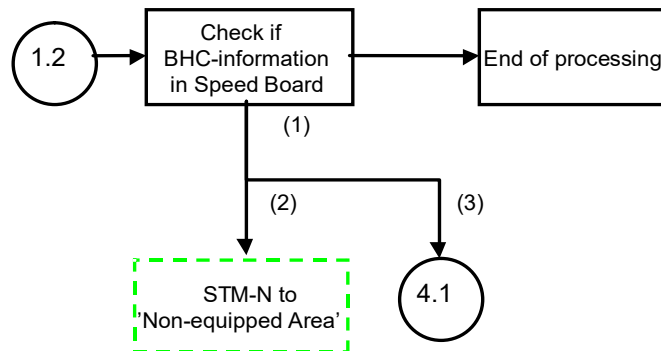 1.2
Check if
BHC-information
in Speed Board
End of processing
(1)
(2)
(3)
STM-N to
’Non-equipped Area’
4.1